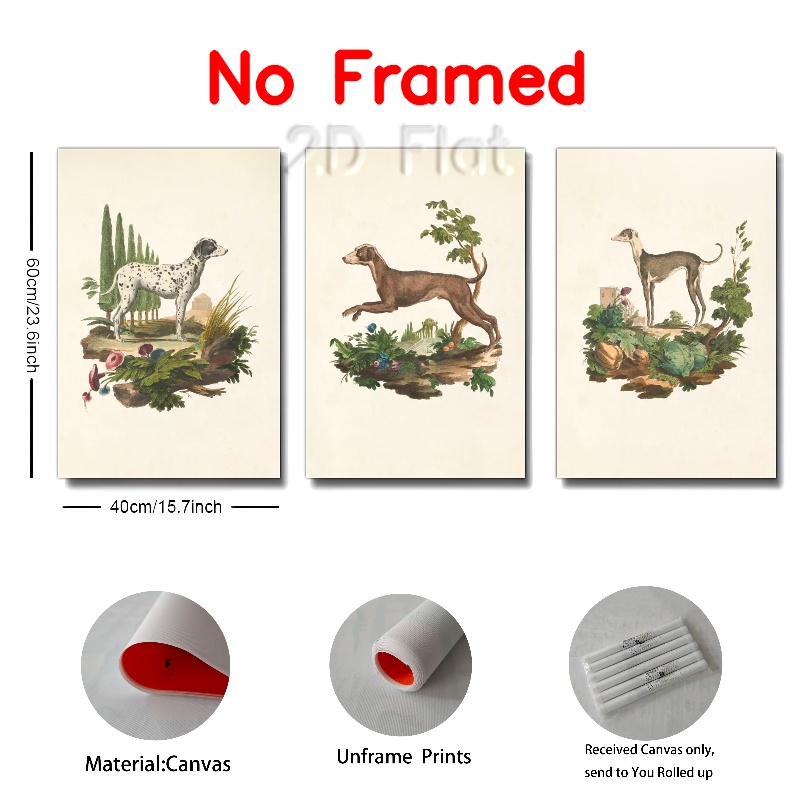 No Framed
2D Flat
60cm/23.6inch
40cm/15.7inch
Material:Canvas
Unframe Prints
Received Canvas only,
send to You Rolled up